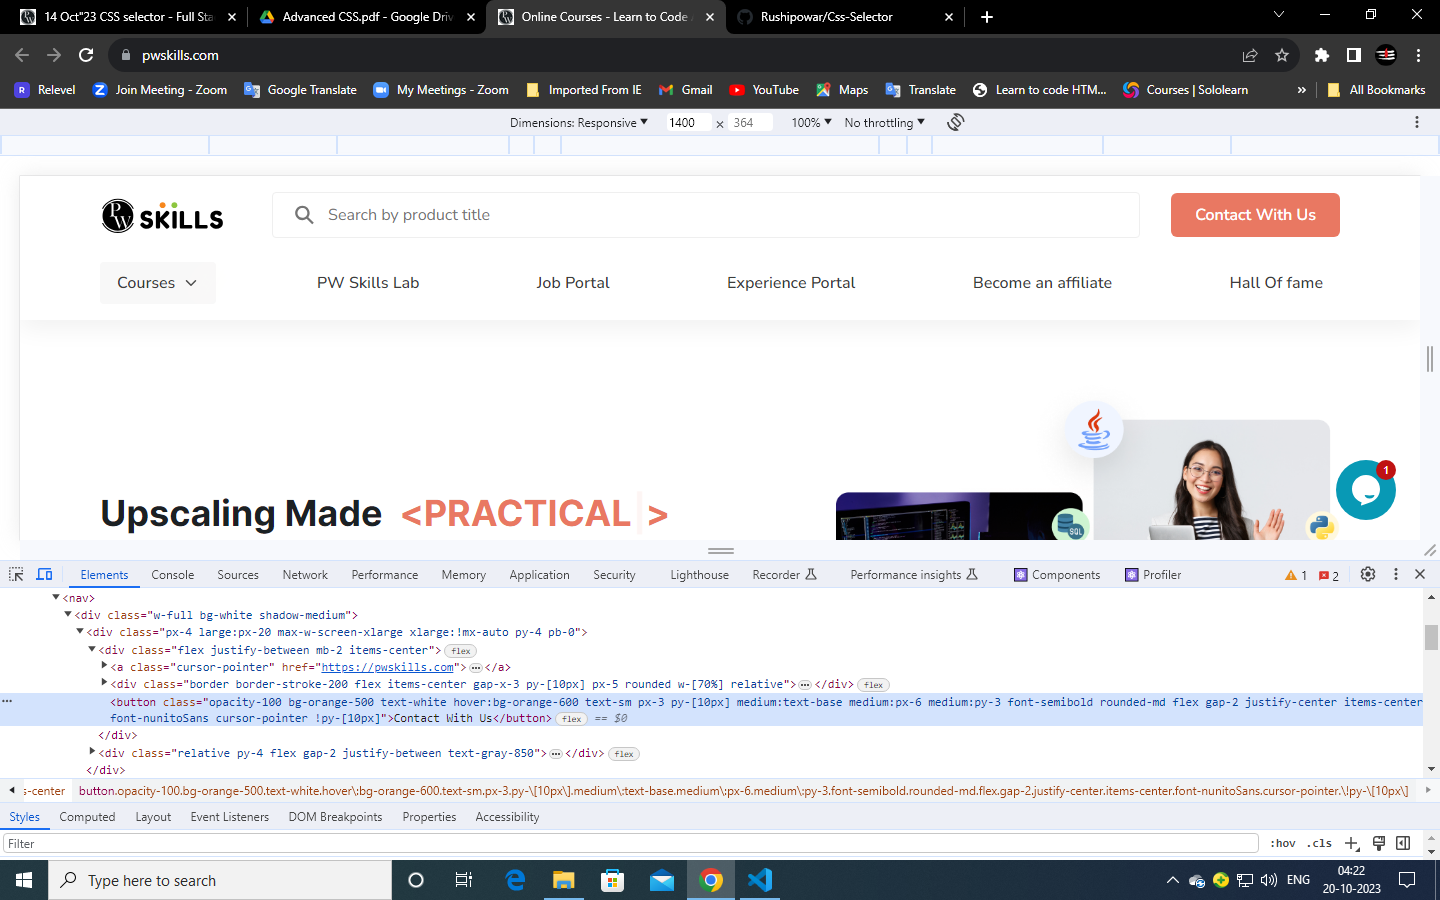 14 Oct"23 CSS selector - Full Sta
Advanced CSS.pdf - Google Driv
Online Courses - Learn to Code
Rushipowar/Css-Selector
pwskills.com
Relevel
Join Meeting - Zoom
Google Translate
My Meetings - Zoom
Imported From IE
Gmail
YouTube
Maps
Translate
Learn to code HTM...
Courses | Sololearn
»
All Bookmarks
Dimensions: Responsive
1400 × 364
100%
No throttling
PW SKILLS
Search by product title
Contact With Us
Courses
PW Skills Lab
Job Portal
Experience Portal
Become an affiliate
Hall Of fame
Upscaling Made <PRACTICAL >
SQL
1
Elements
Console
Sources
Network
Performance
Memory
Application
Security
Lighthouse
Recorder
Performance insights
Components
Profiler
1
2
<nav>
<div class="w-full bg-white shadow-medium">
<div class="px-4 large:px-20 max-w-screen-xlarge xlarge:!mx-auto py-4 pb-0">
<div class="flex justify-between mb-2 items-center"> flex
<a class="cursor-pointer" href="https://pwskills.com">…</a>
<div class="border border-stroke-200 flex items-center gap-x-3 py-[10px] px-5 rounded w-[70%] relative">…</div> flex
<button class="opacity-100 bg-orange-500 text-white hover:bg-orange-600 text-sm px-3 py-[10px] medium:text-base medium:px-6 medium:py-3 font-semibold rounded-md flex gap-2 justify-center items-center
font-nunitoSans cursor-pointer !py-[10px]">Contact With Us</button> flex == $0
</div>
<div class="relative py-4 flex gap-2 justify-between text-gray-850">…</div> flex
</div>
s-center
button.opacity-100.bg-orange-500.text-white.hover\:bg-orange-600.text-sm.px-3.py-\[10px\].medium\:text-base.medium\:px-6.medium\:py-3.font-semibold.rounded-md.flex.gap-2.justify-center.items-center.font-nunitoSans.cursor-pointer.\!py-\[10px\]
Styles
Computed
Layout
Event Listeners
DOM Breakpoints
Properties
Accessibility
Filter
:hov
.cls
Type here to search
ENG
04:22
20-10-2023